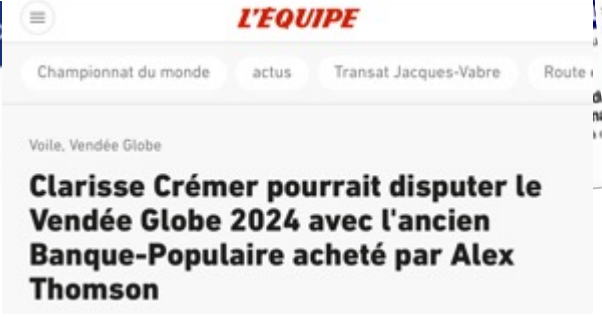 L'ÉQUIPE
Championnat du monde actus Transat Jacques-Vabre Route
Voile, Vendée Globe
Clarisse Crémer pourrait disputer le
Vendée Globe 2024 avec l'ancien
Banque-Populaire acheté par Alex
Thomson